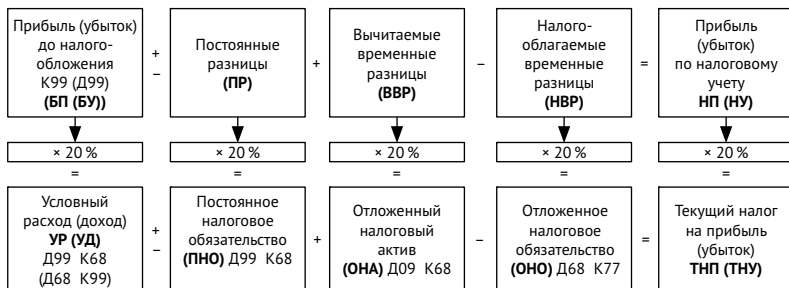 Прибыль (убыток)
до налого-
обложения
К99 (Д99)
(БП (БУ))
+
−
Постоянные
разницы
(ПР)
+
Вычитаемые
временные
разницы
(ВВР)
−
Налого-
облагаемые
временные
разницы
(НВР)
=
Прибыль
(убыток)
по налоговому
учету
НП (НУ)
× 20 %
× 20 %
× 20 %
× 20 %
× 20 %
=
=
=
=
=
Условный
расход (доход)
УР (УД)
Д99 К68
(Д68 К99)
+
−
Постоянное
налоговое
обязательство
(ПНО) Д99 К68
+
Отложенный
налоговый
актив
(ОНА) Д09 К68
−
Отложенное
налоговое
обязательство
(ОНО) Д68 К77
=
Текущий налог
на прибыль
(убыток)
ТНП (ТНУ)